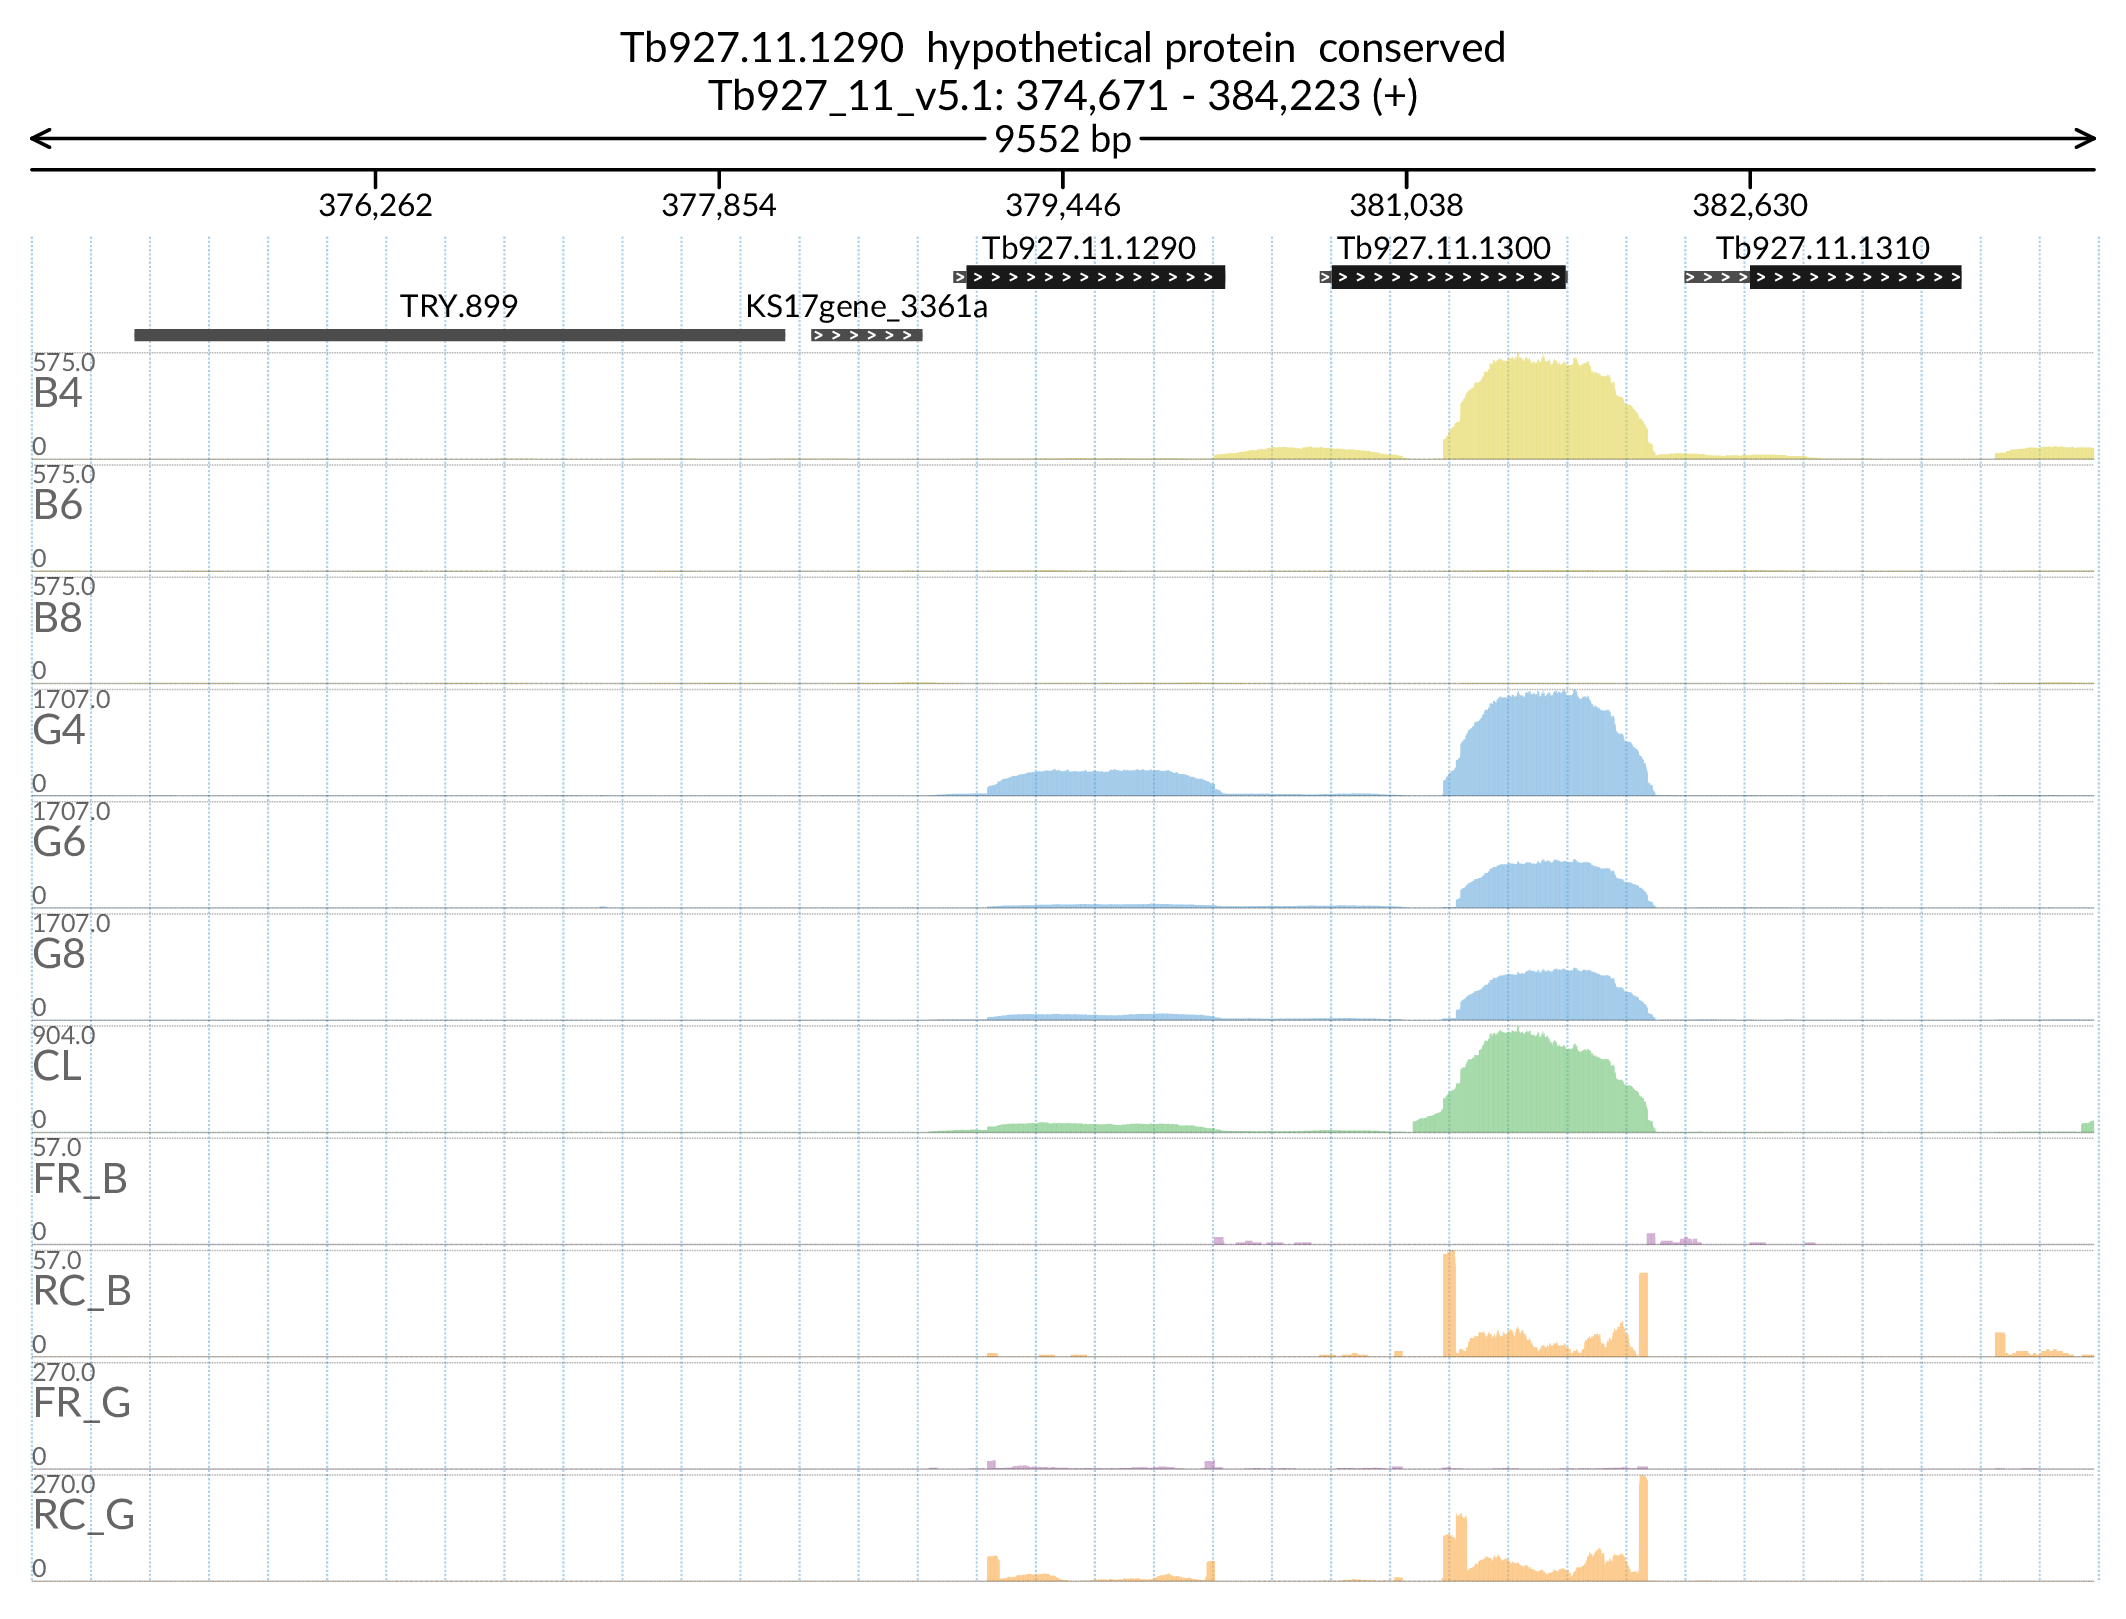 Tb927.11.1290  hypothetical protein  conserved
Tb927_11_v5.1: 374,671 - 384,223 (+)
9552 bp
376,262 377,854 379,446 381,038 382,630
Tb927.11.1290 Tb927.11.1300 Tb927.11.1310
TRY.899 KS17gene_3361a
575.0
B4
0
575.0
B6
0
575.0
B8
0
1707.0
G4
0
1707.0
G6
0
1707.0
G8
0
904.0
CL
0
57.0
FR_B
0
57.0
RC_B
0
270.0
FR_G
0
270.0
RC_G
0